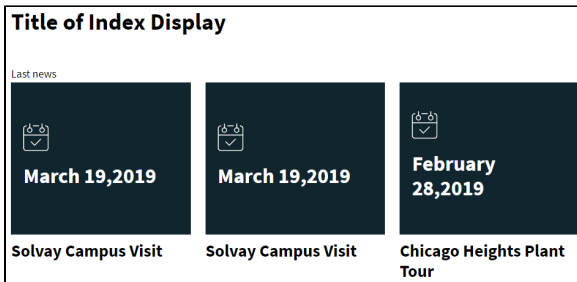 Title of Index Display
Last news
March 19,2019
March 19,2019
February
28,2019
Solvay Campus Visit
Solvay Campus Visit
Chicago Heights Plant
Tour